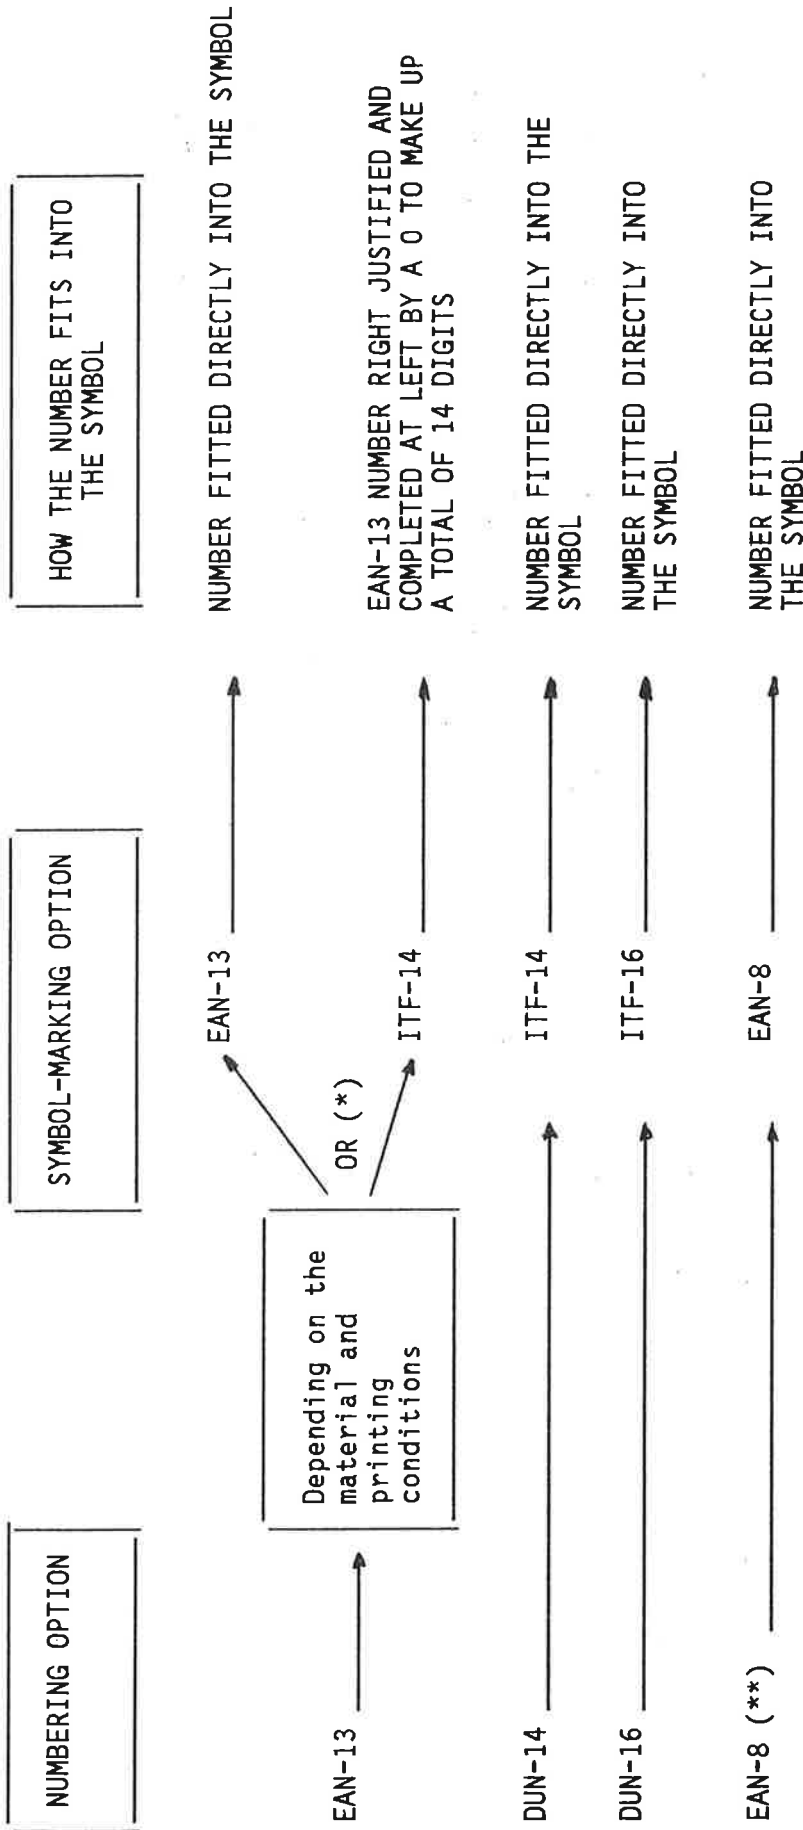 NUMBERING OPTION
SYMBOL-MARKING OPTION
HOW THE NUMBER FITS INTO
THE SYMBOL
EAN-13
Depending on the
material and
printing
conditions
OR (*)
EAN-13
NUMBER FITTED DIRECTLY INTO THE SYMBOL
ITF-14
EAN-13 NUMBER RIGHT JUSTIFIED AND
COMPLETED AT LEFT BY A 0 TO MAKE UP
A TOTAL OF 14 DIGITS
DUN-14
ITF-14
NUMBER FITTED DIRECTLY INTO THE
SYMBOL
DUN-16
ITF-16
NUMBER FITTED DIRECTLY INTO
THE SYMBOL
EAN-8 (**)
EAN-8
NUMBER FITTED DIRECTLY INTO
THE SYMBOL